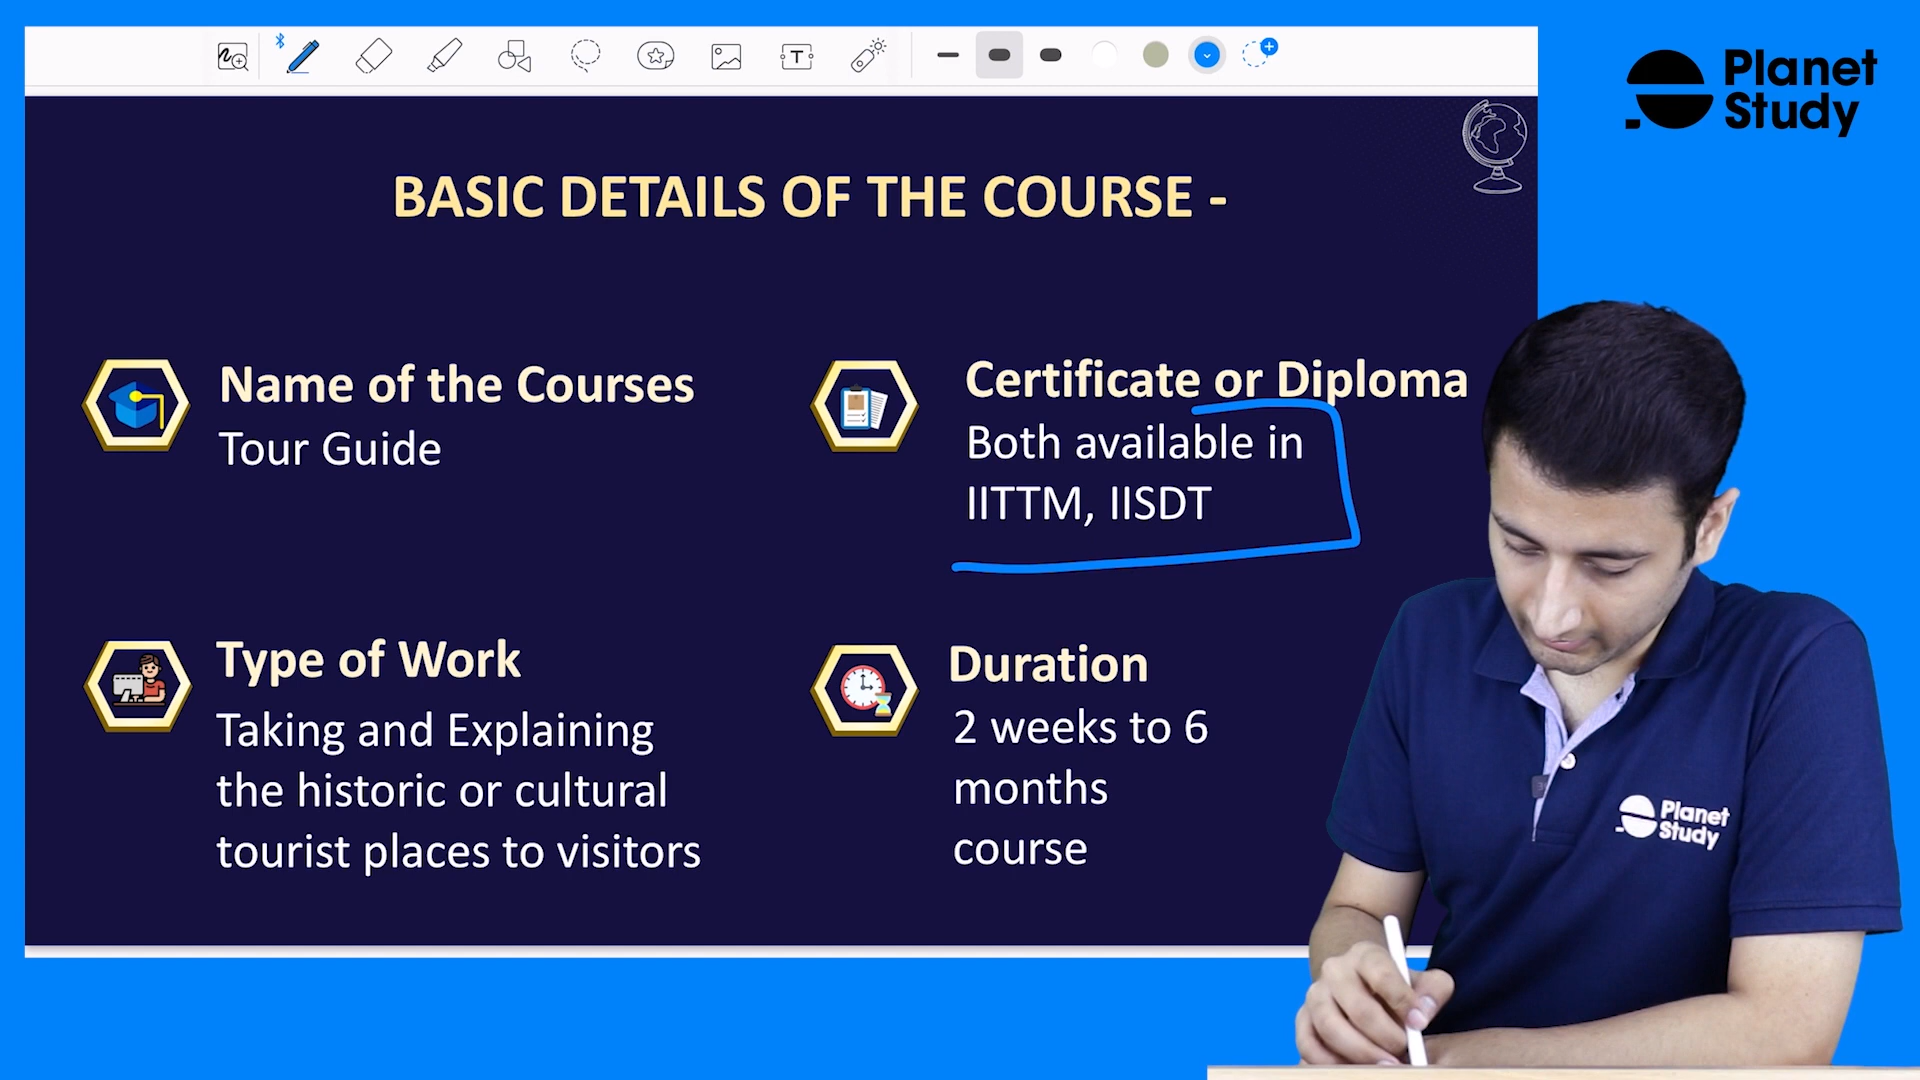 Planet
Study
BASIC DETAILS OF THE COURSE -
Name of the Courses
Tour Guide
Certificate or Diploma
Both available in
IITTM, IISDT
Type of Work
Taking and Explaining
the historic or cultural
tourist places to visitors
Duration
2 weeks to 6
months
course
Planet
Study
T